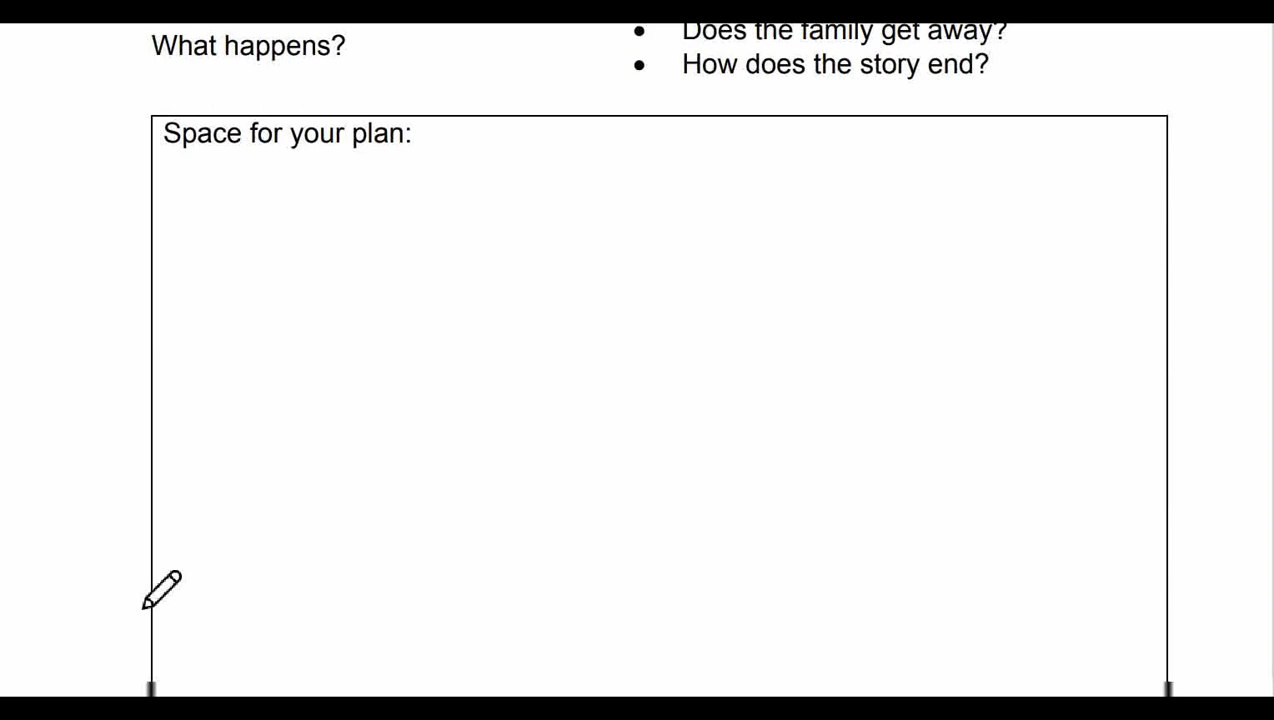 • Does the family get away?
What happens?
• How does the story end?
Space for your plan: